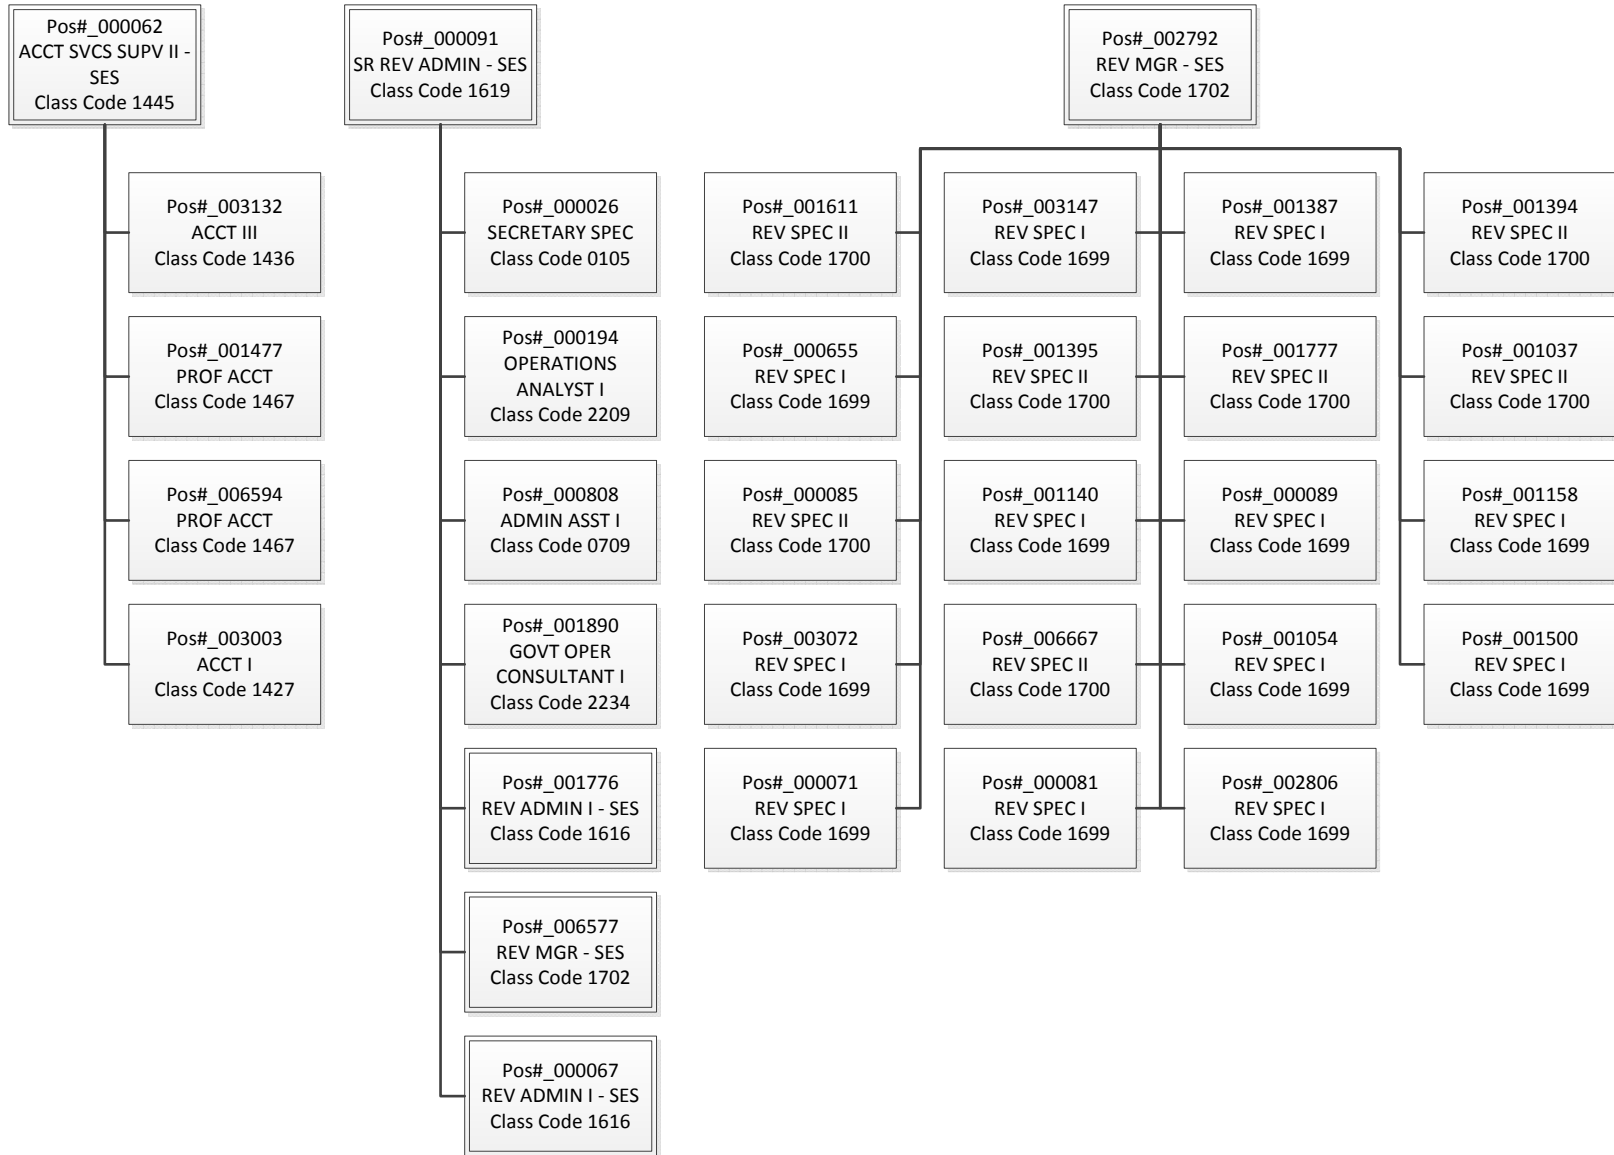 Pos#_000062
ACCT SVCS SUPV II -
SES
Class Code 1445
Pos#_003132
ACCT III
Class Code 1436
Pos#_001477
PROF ACCT
Class Code 1467
Pos#_006594
PROF ACCT
Class Code 1467
Pos#_003003
ACCT I
Class Code 1427
Pos#_000091
SR REV ADMIN - SES
Class Code 1619
Pos#_000026
SECRETARY SPEC
Class Code 0105
Pos#_000194
OPERATIONS
ANALYST I
Class Code 2209
Pos#_000808
ADMIN ASST I
Class Code 0709
Pos#_001890
GOVT OPER
CONSULTANT I
Class Code 2234
Pos#_001776
REV ADMIN I - SES
Class Code 1616
Pos#_006577
REV MGR - SES
Class Code 1702
Pos#_000067
REV ADMIN I - SES
Class Code 1616
Pos#_002792
REV MGR - SES
Class Code 1702
Pos#_001611
REV SPEC II
Class Code 1700
Pos#_000655
REV SPEC I
Class Code 1699
Pos#_000085
REV SPEC II
Class Code 1700
Pos#_003072
REV SPEC I
Class Code 1699
Pos#_000071
REV SPEC I
Class Code 1699
Pos#_003147
REV SPEC I
Class Code 1699
Pos#_001395
REV SPEC II
Class Code 1700
Pos#_001140
REV SPEC I
Class Code 1699
Pos#_006667
REV SPEC II
Class Code 1700
Pos#_000081
REV SPEC I
Class Code 1699
Pos#_001387
REV SPEC I
Class Code 1699
Pos#_001777
REV SPEC II
Class Code 1700
Pos#_000089
REV SPEC I
Class Code 1699
Pos#_001054
REV SPEC I
Class Code 1699
Pos#_002806
REV SPEC I
Class Code 1699
Pos#_001394
REV SPEC II
Class Code 1700
Pos#_001037
REV SPEC II
Class Code 1700
Pos#_001158
REV SPEC I
Class Code 1699
Pos#_001500
REV SPEC I
Class Code 1699